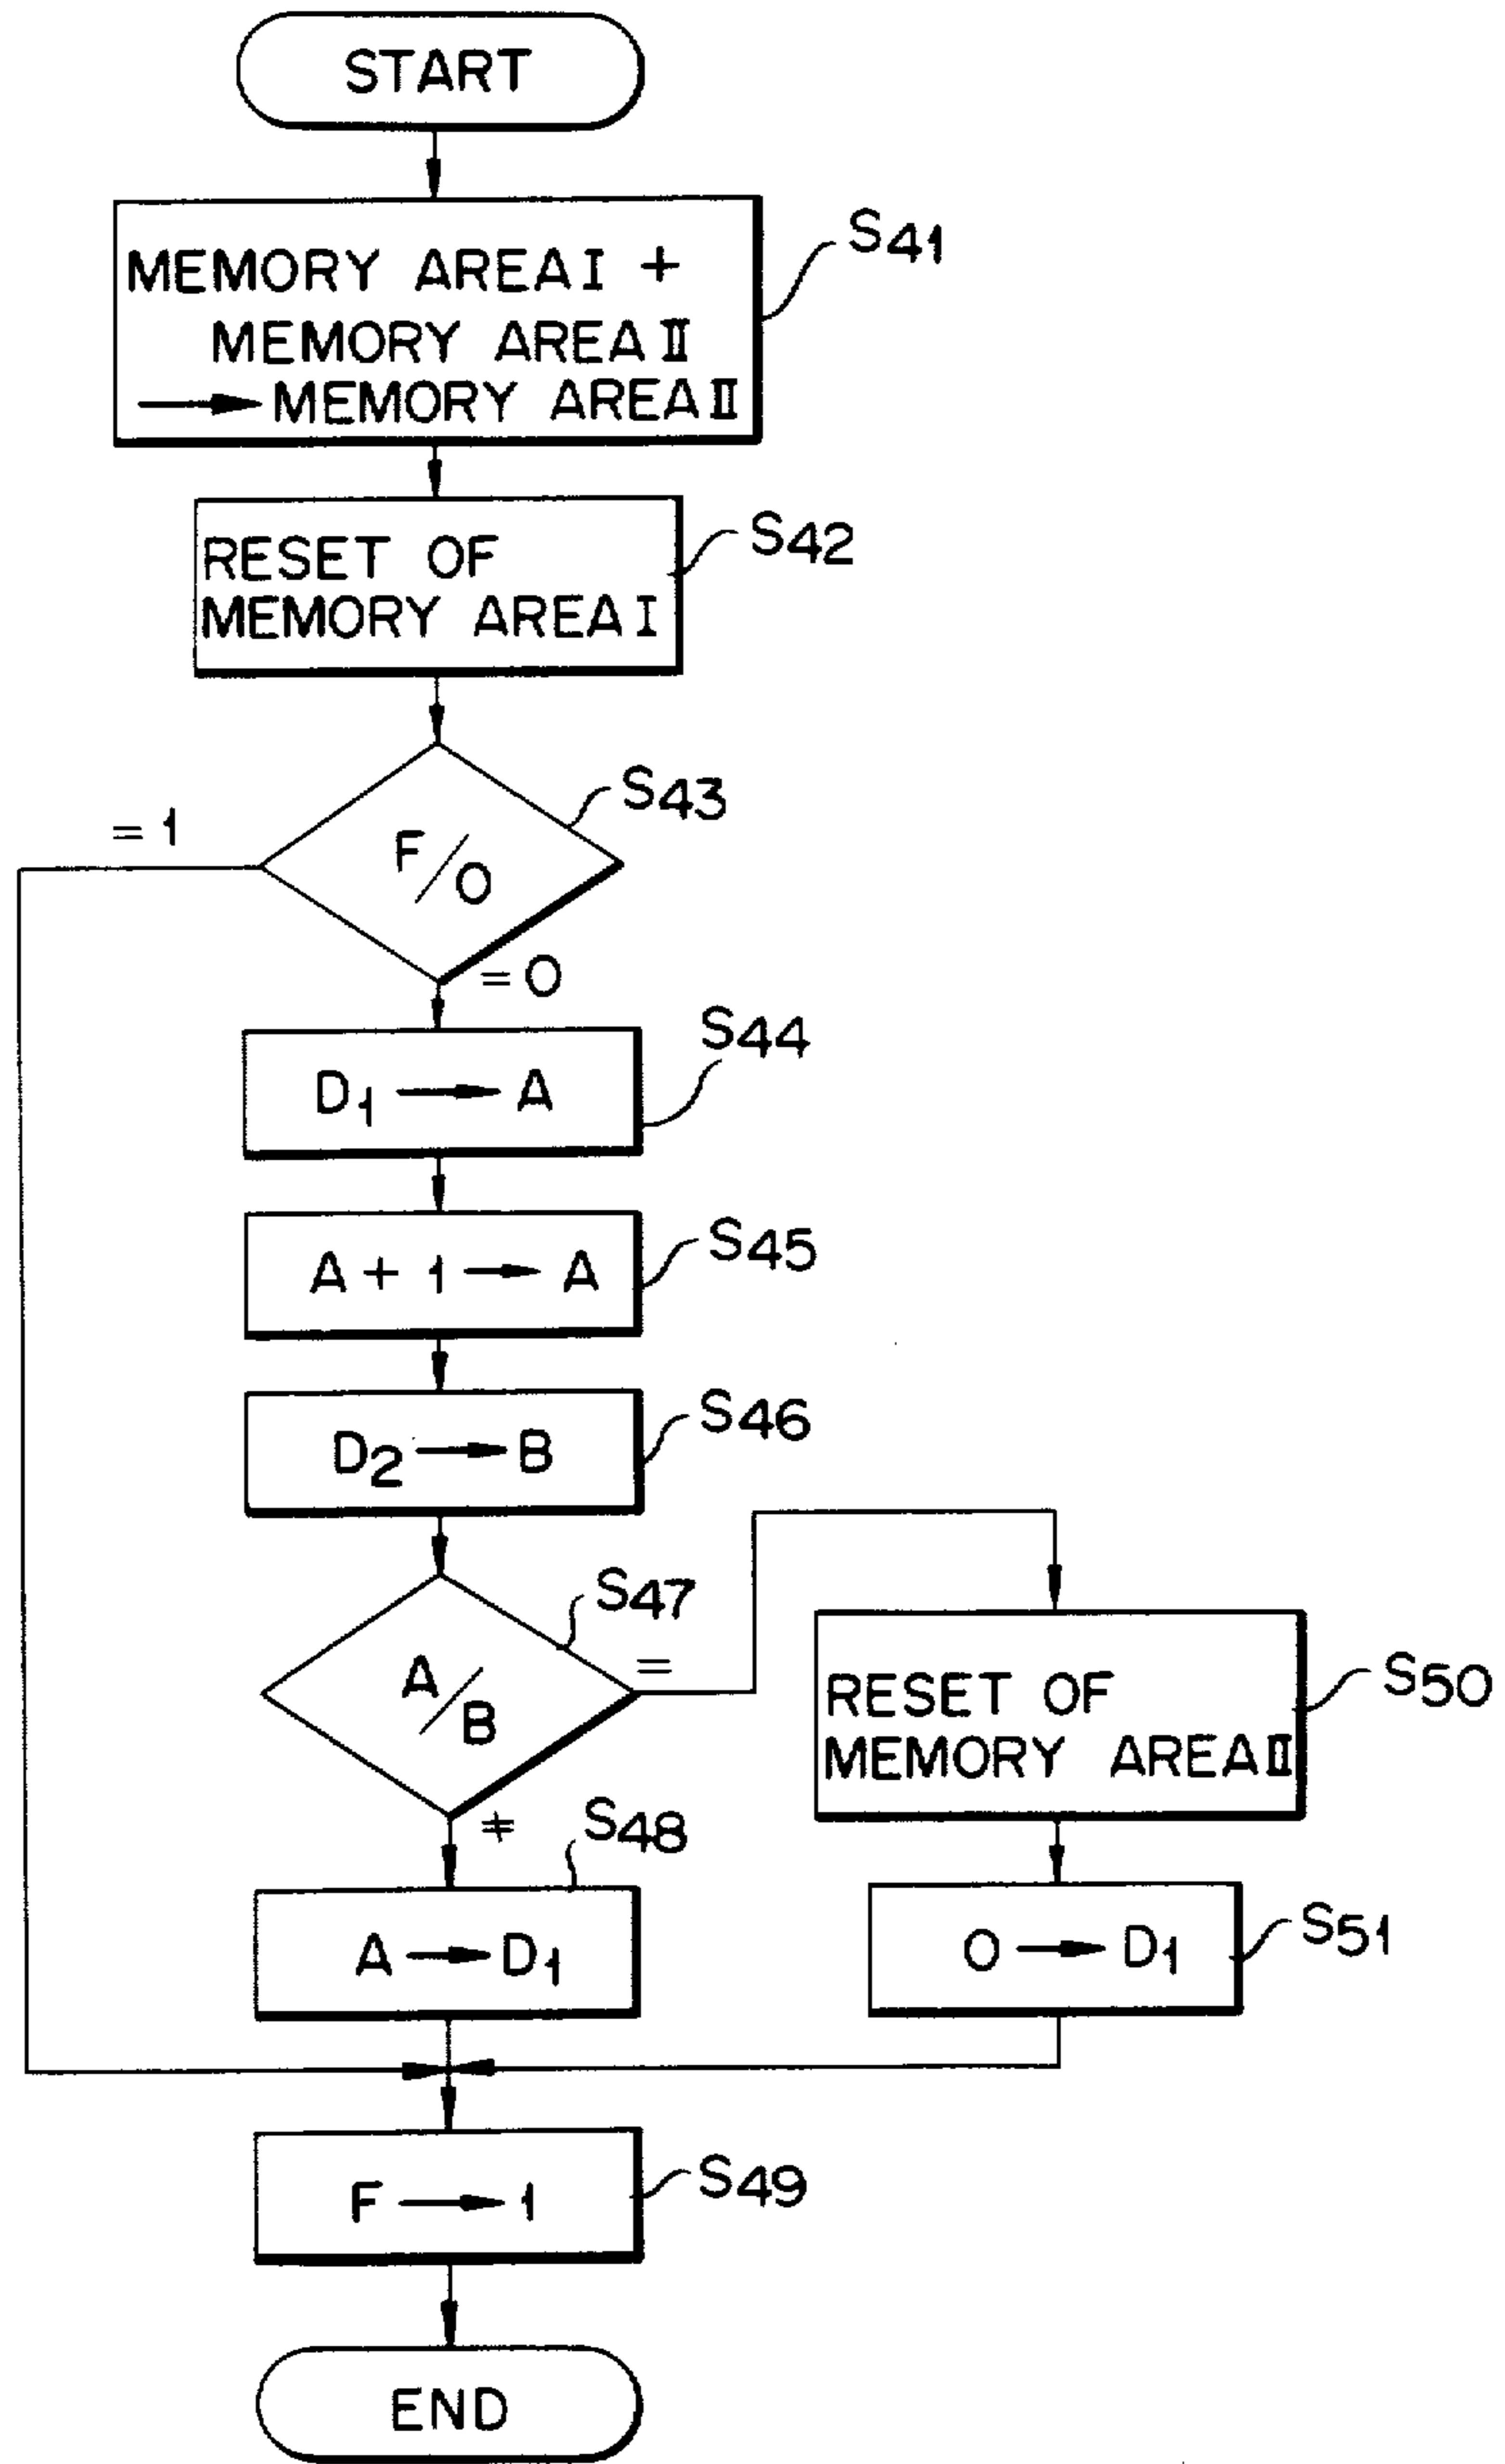 START
MEMORY AREA I +
MEMORY AREA II
→ MEMORY AREA II
S41
RESET OF
MEMORY AREA I
S42
F/0
S43
= 1
= 0
D1 → A
S44
A + 1 → A
S45
D2 → B
S46
A/B
S47
=
≠
RESET OF
MEMORY AREA II
S50
A → D1
S48
0 → D1
S51
F → 1
S49
END